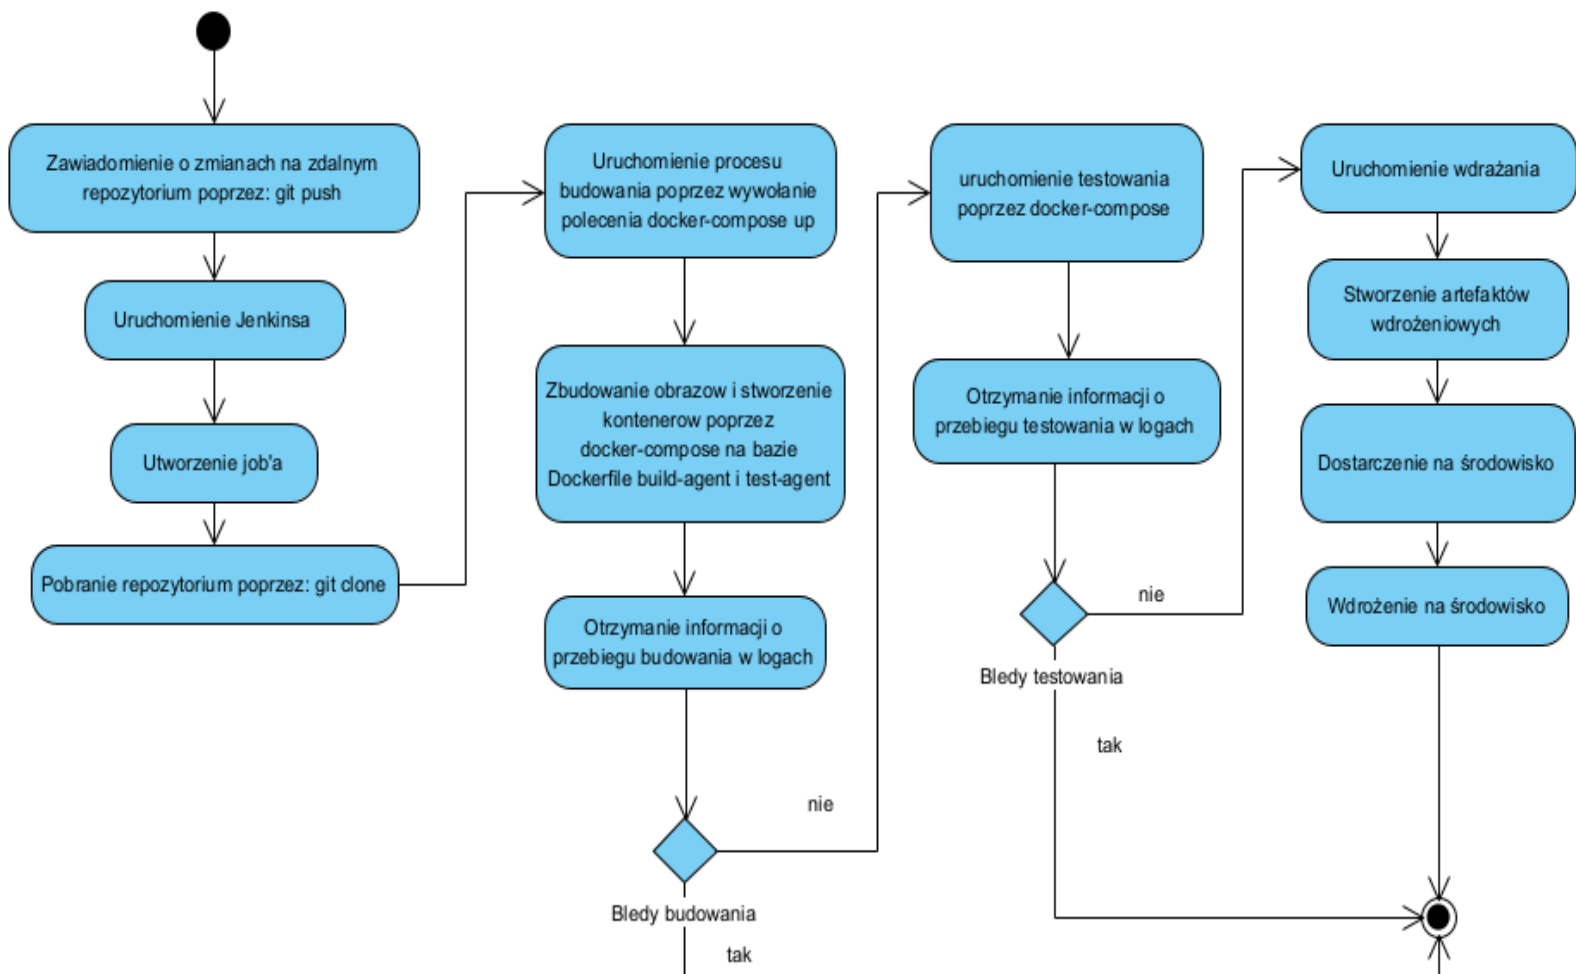 Zawiadomienie o zmianach na zdalnym
repozytorium poprzez: git push
Uruchomienie Jenkinsa
Utworzenie job'a
Pobranie repozytorium poprzez: git clone
Uruchomienie procesu
budowania poprzez wywołanie
polecenia docker-compose up
Zbudowanie obrazow i stworzenie
kontenerow poprzez
docker-compose na bazie
Dockerfile build-agent i test-agent
Otrzymanie informacji o
przebiegu budowania w logach
nie
Bledy budowania
tak
uruchomienie testowania
poprzez docker-compose
Otrzymanie informacji o
przebiegu testowania w logach
nie
Bledy testowania
tak
Uruchomienie wdrażania
Stworzenie artefaktów
wdrożeniowych
Dostarczenie na środowisko
Wdrożenie na środowisko